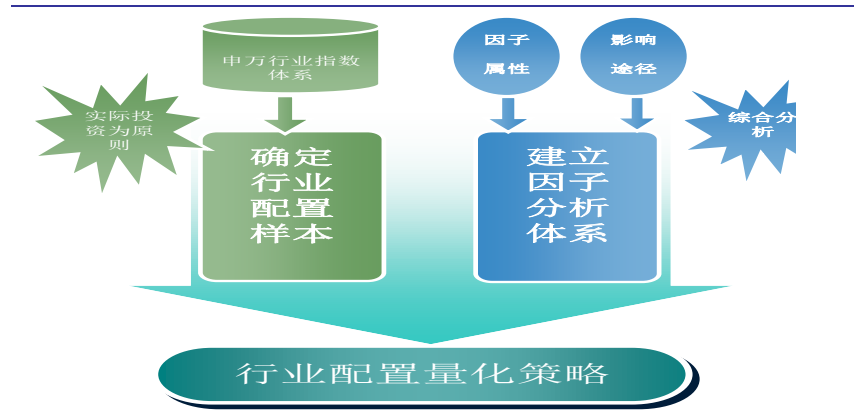 申万行业指数
体系
因子
属性
影响
途径
实际投
资为原
则
综合分
析
确定
行业
配置
样本
建立
因子
分析
体系
行业配置量化策略